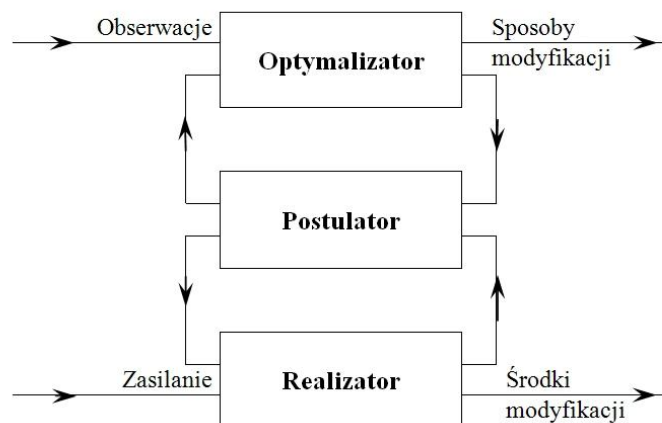 Obserwacje
Optymalizator
Sposoby
modyfikacji
Postulator
Zasilanie
Realizator
Środki
modyfikacji